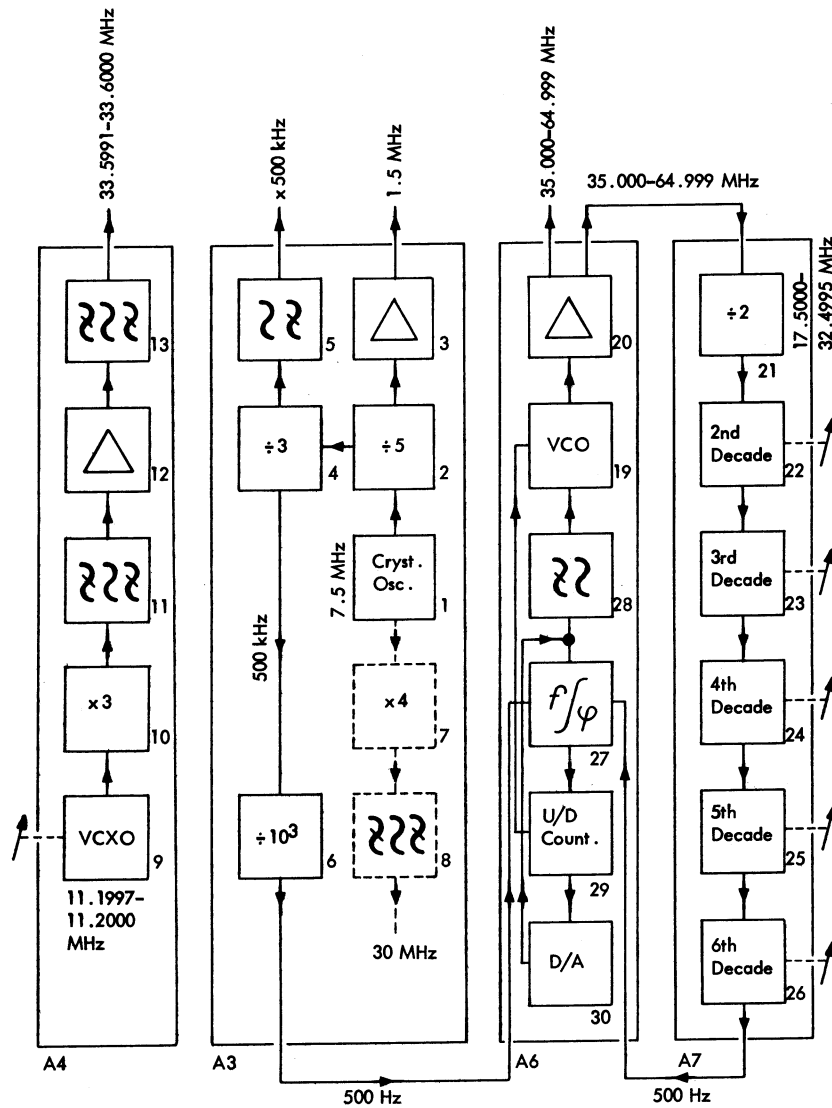 33.5991-33.6000 MHz
x 500 kHz
1.5 MHz
35.000-64.999 MHz
35.000-64.999 MHz
13
5
3
20
÷2
21
17.5000-
32.4995 MHz
12
÷3
4
÷5
2
VCO
19
2nd
Decade
22
11
7.5 MHz
Cryst.
Osc.
1
28
3rd
Decade
23
500 kHz
x 3
10
x4
7
f/φ
27
4th
Decade
24
VCXO
9
11.1997-
11.2000
MHz
÷10³
6
8
30 MHz
U/D
Count.
29
5th
Decade
25
D/A
30
6th
Decade
26
A4
A3
A6
A7
500 Hz
500 Hz